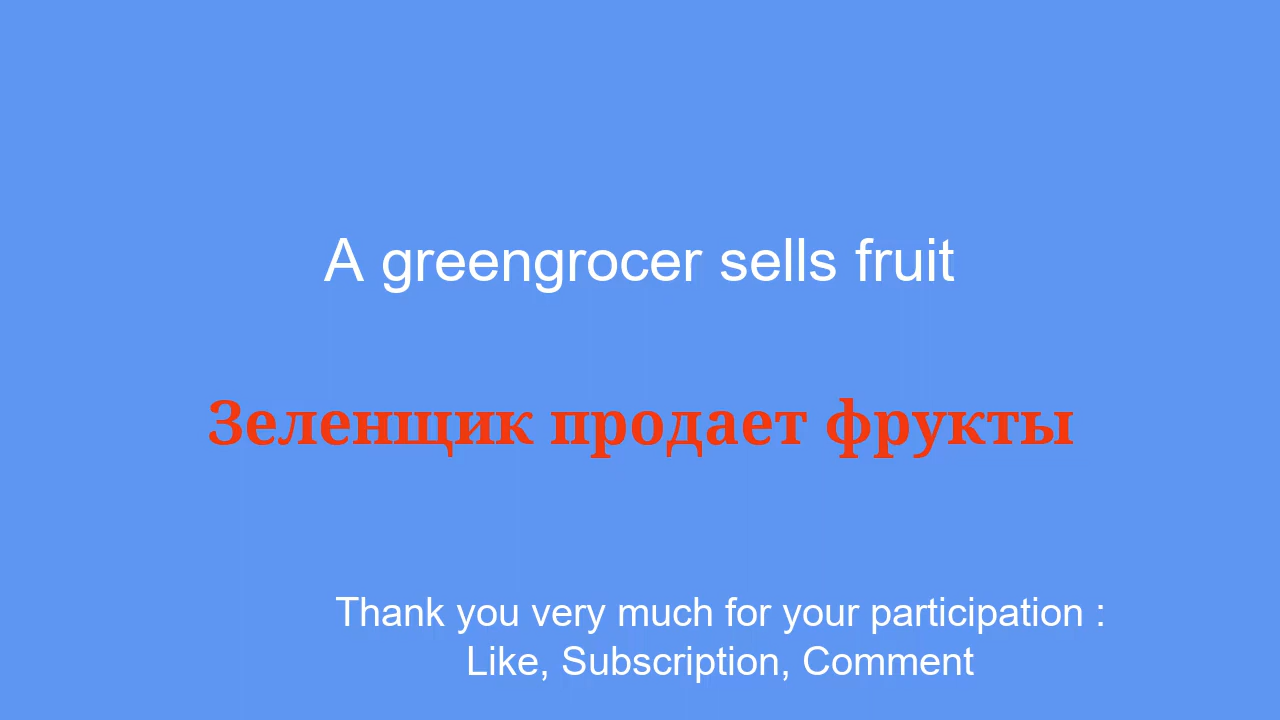 A greengrocer sells fruit
Зеленщик продает фрукты
Thank you very much for your participation :
Like, Subscription, Comment